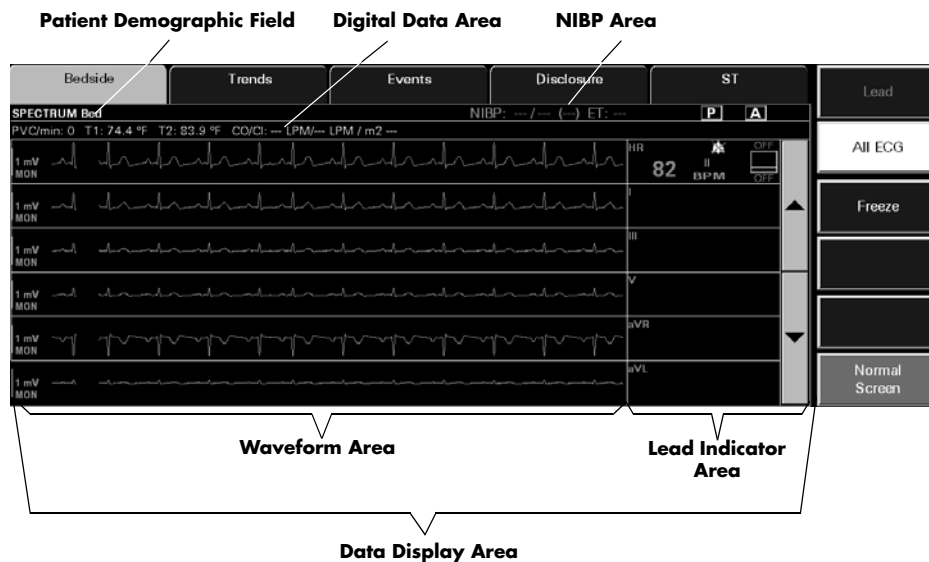 Patient Demographic Field Digital Data Area NIBP Area
Bedside Trends Events Disclosure ST
Lead
SPECTRUM Bed NIBP: --- / --- (---) ET: --- P A
PVC/min: 0 T1: 74.4 ºF T2: 83.9 ºF CO/CI: --- LPM/--- LPM / m2 ---
All ECG
1 mV
MON
HR 82 II BPM OFF OFF
Freeze
1 mV
MON
I
1 mV
MON
III
1 mV
MON
V
1 mV
MON
aVR
1 mV
MON
aVL
Normal
Screen
Waveform Area
Lead Indicator
Area
Data Display Area